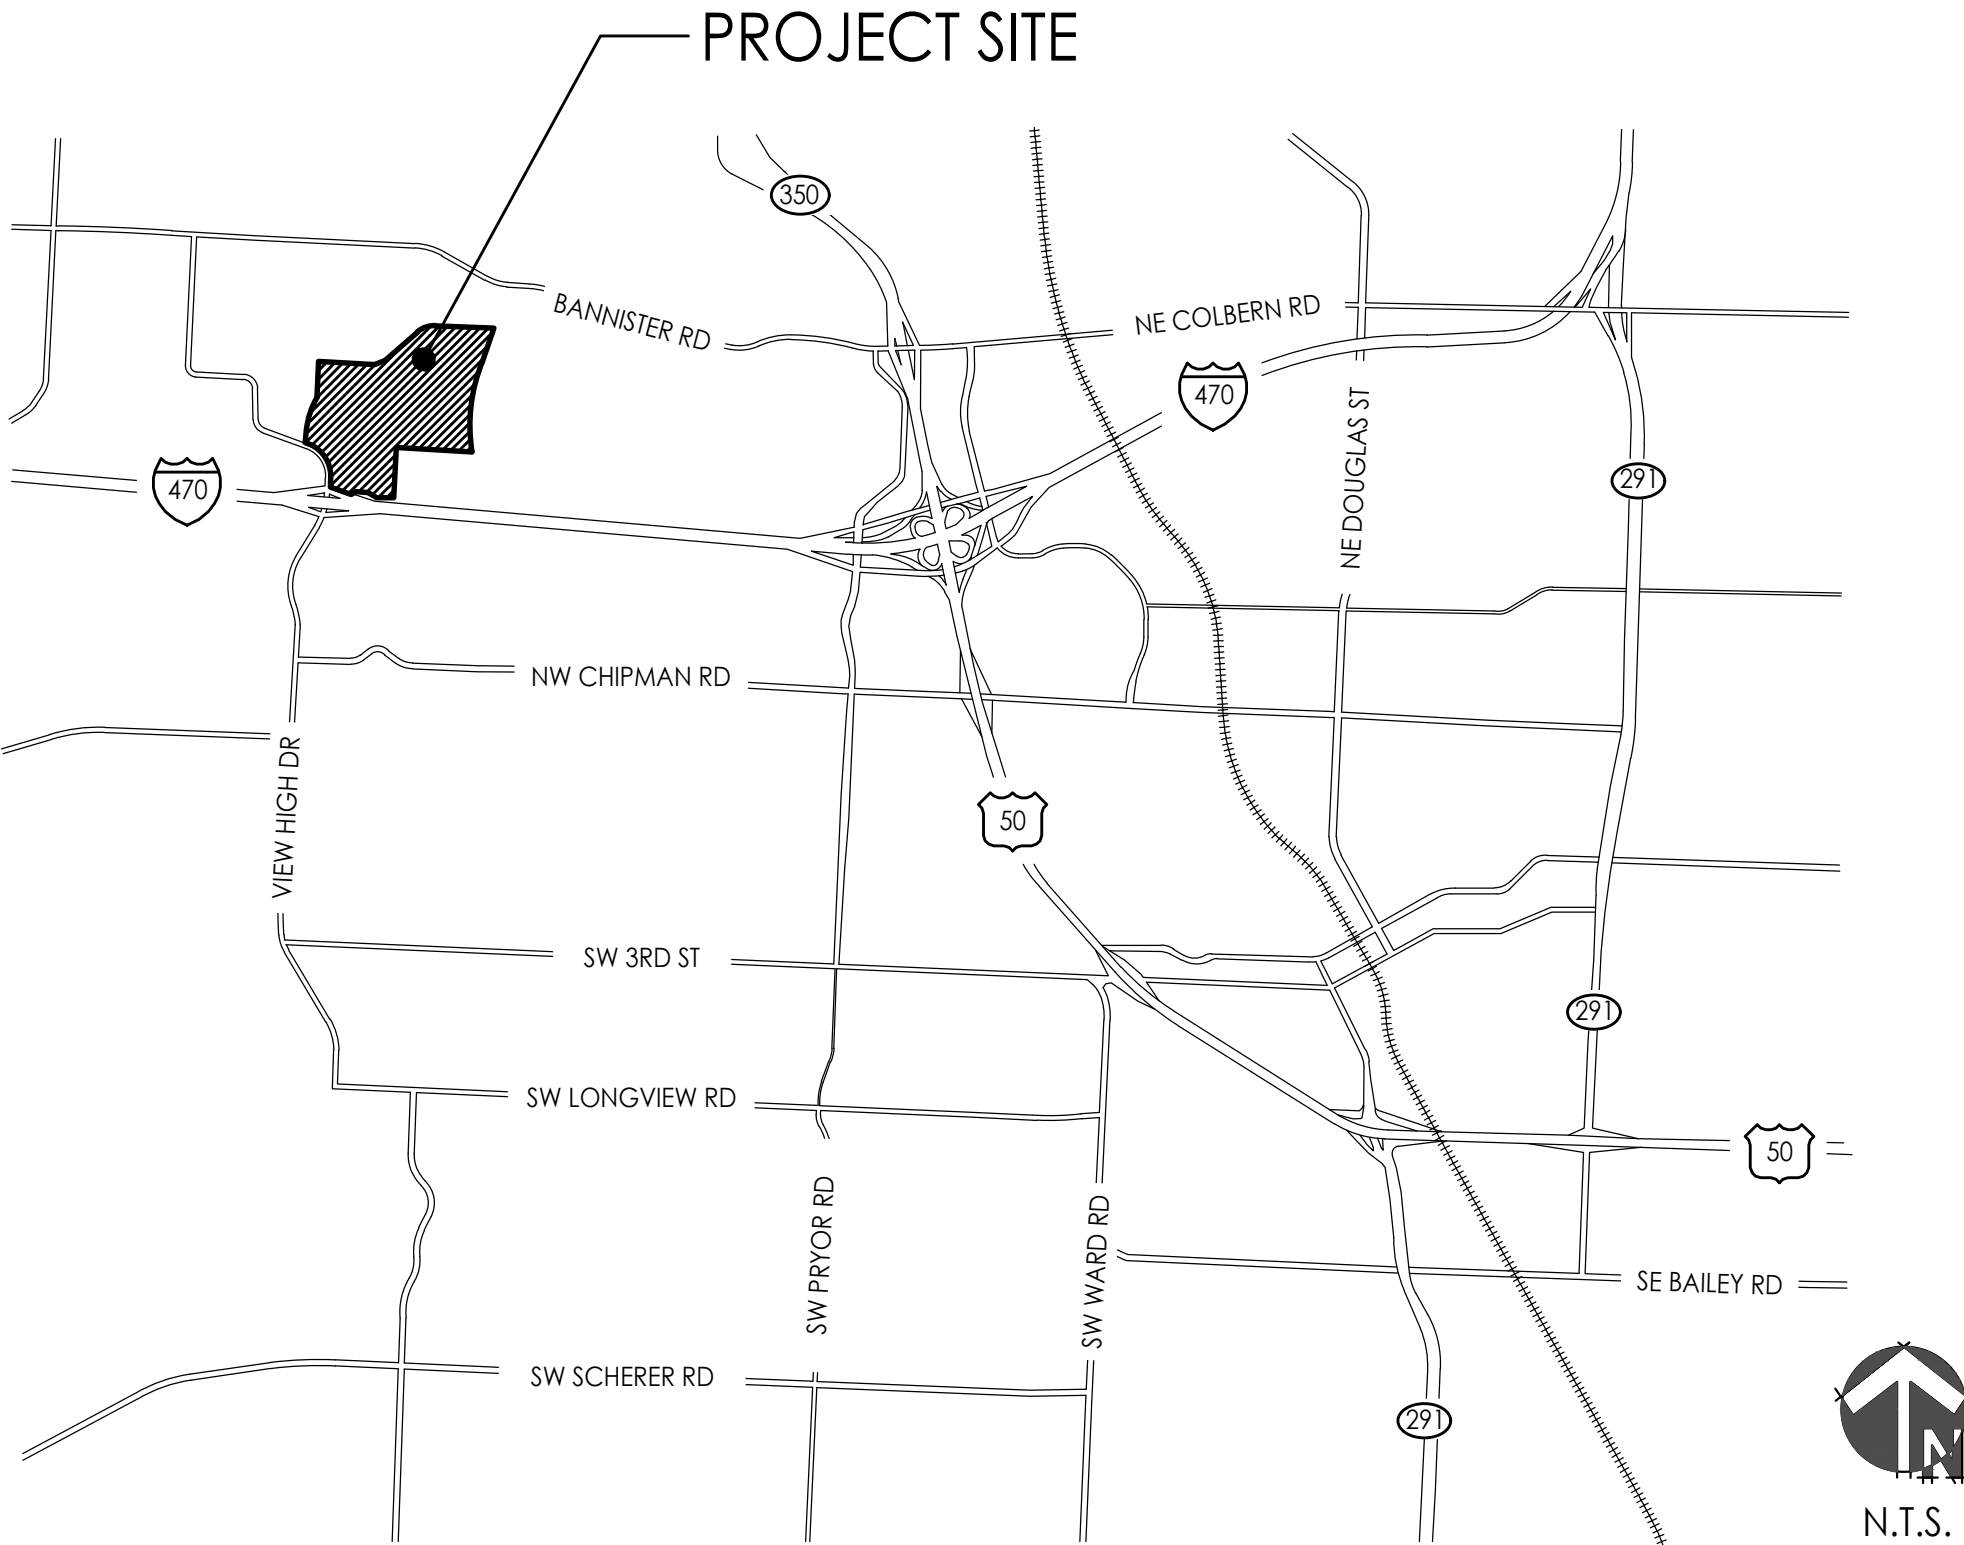 PROJECT SITE
350
BANNISTER RD
NE COLBERN RD
470
NE DOUGLAS ST
470
291
NW CHIPMAN RD
VIEW HIGH DR
50
SW 3RD ST
291
SW LONGVIEW RD
50
SW PRYOR RD
SW WARD RD
SE BAILEY RD
SW SCHERER RD
291
N
N.T.S.